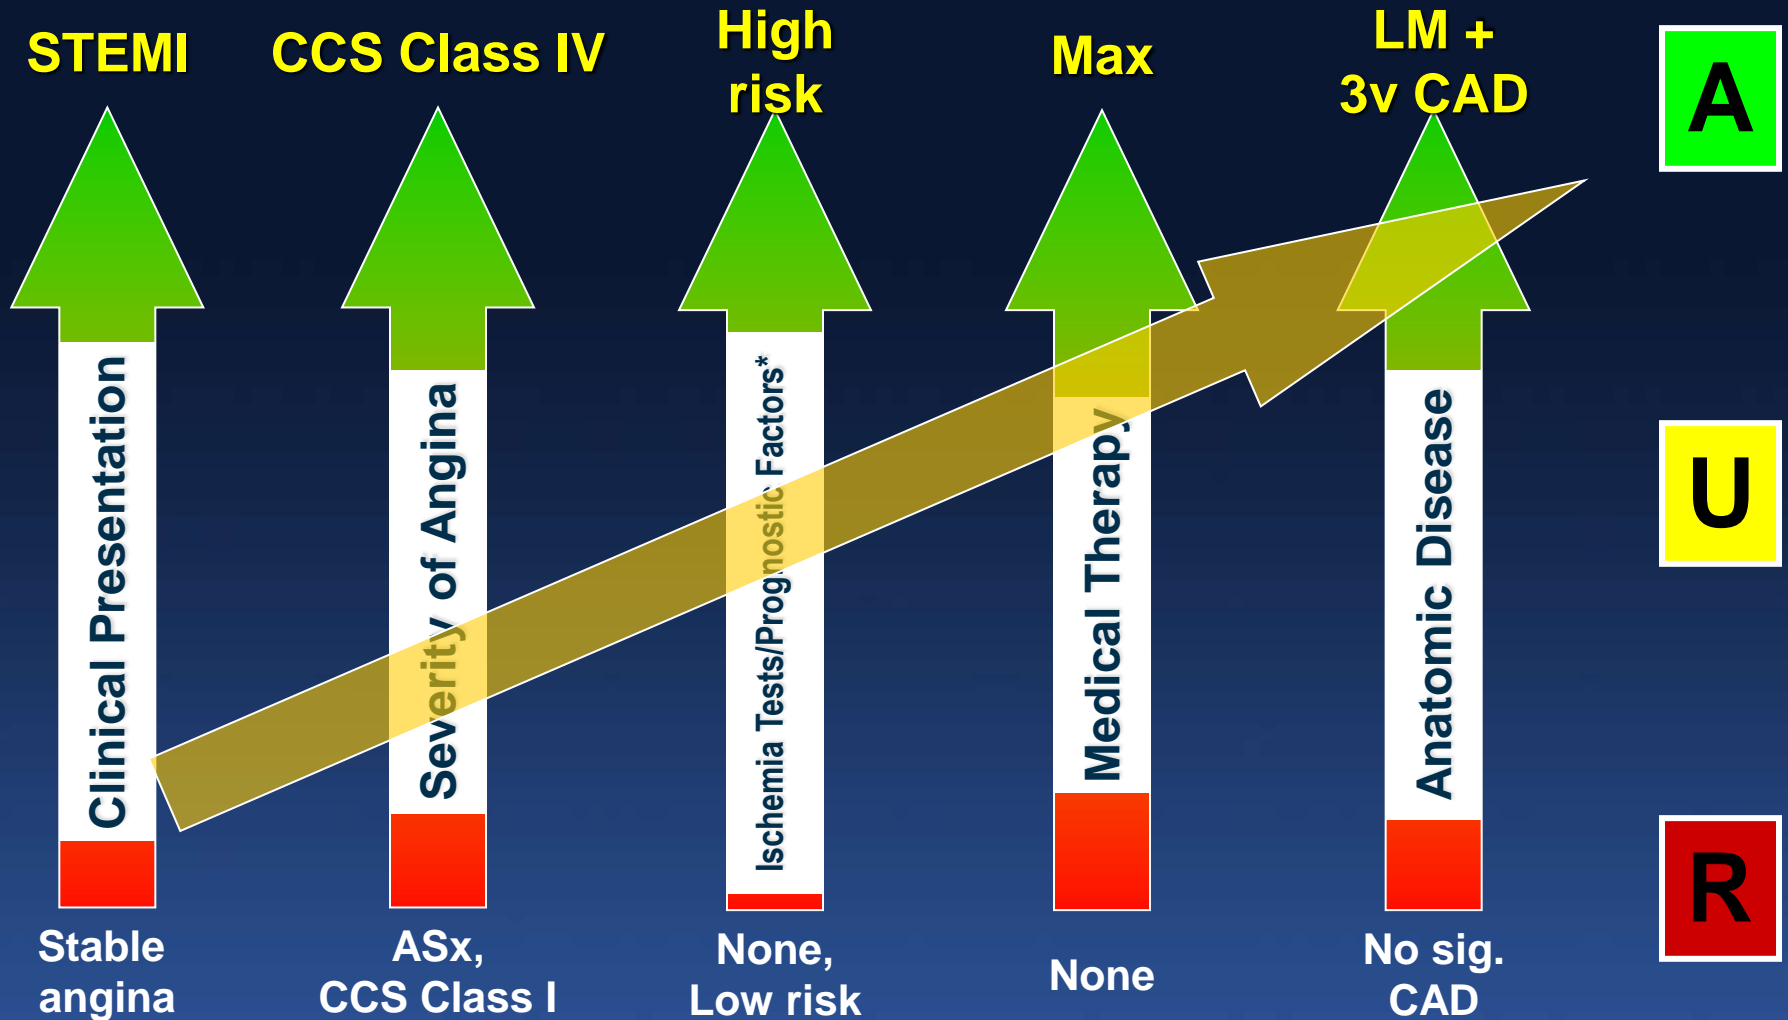 STEMI
CCS Class IV
High
risk
Max
LM +
3v CAD
A
Clinical Presentation
Severity of Angina
Ischemia Tests/Prognostic Factors*
Medical Therapy
Anatomic Disease
U
R
Stable
angina
ASx,
CCS Class I
None,
Low risk
None
No sig.
CAD